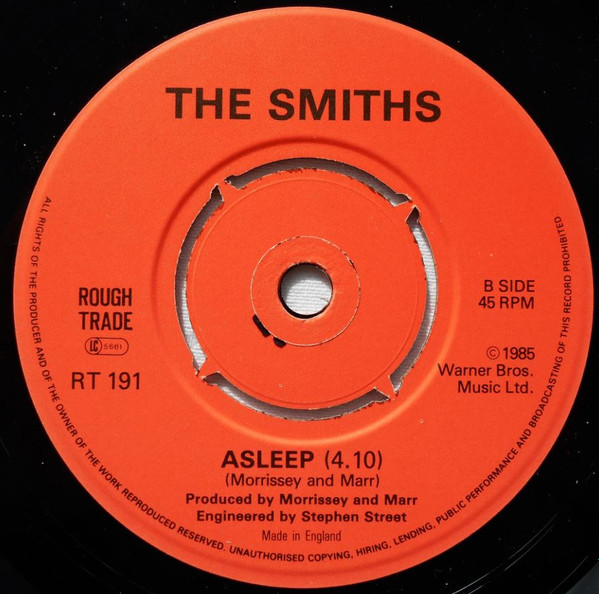 THE SMITHS
ROUGH
TRADE
LC 5661
RT 191
B SIDE
45 RPM
© 1985
Warner Bros.
Music Ltd.
ASLEEP (4.10)
(Morrissey and Marr)
Produced by Morrissey and Marr
Engineered by Stephen Street
Made in England
ALL RIGHTS OF THE PRODUCER AND OF THE OWNER OF THE WORK REPRODUCED RESERVED. UNAUTHORISED COPYING, HIRING, LENDING, PUBLIC PERFORMANCE AND BROADCASTING OF THIS RECORD PROHIBITED